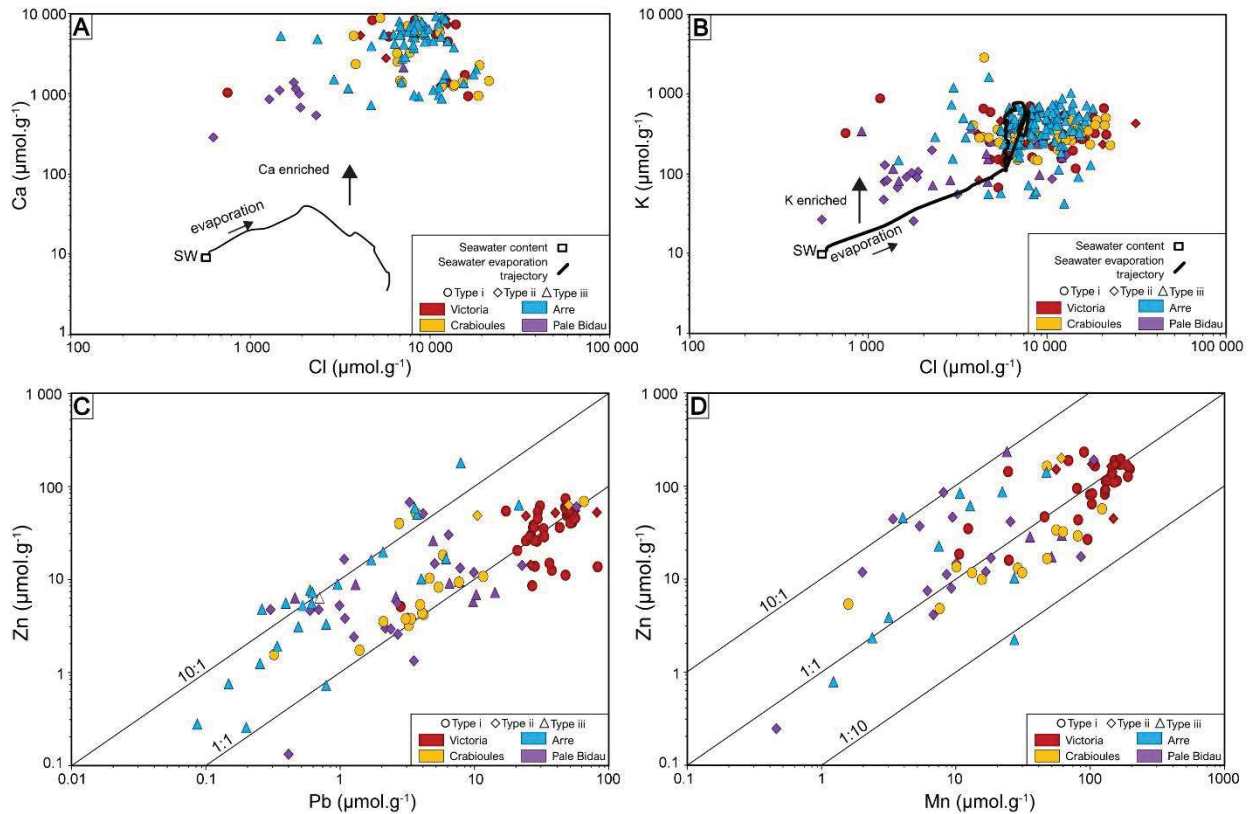 A
Ca (µmol.g⁻¹)
10 000
1 000
100
10
1
Ca enriched
evaporation
SW
Seawater content
Seawater evaporation
trajectory
Type i Type ii Type iii
Victoria Arre
Crabioules Pale Bidau
100 1 000 10 000 100 000
Cl (µmol.g⁻¹)
B
K (µmol.g⁻¹)
10 000
1 000
100
10
1
K enriched
evaporation
SW
Seawater content
Seawater evaporation
trajectory
Type i Type ii Type iii
Victoria Arre
Crabioules Pale Bidau
100 1 000 10 000 100 000
Cl (µmol.g⁻¹)
C
Zn (µmol.g⁻¹)
1 000
100
10
1
0.1
10:1
1:1
Type i Type ii Type iii
Victoria Arre
Crabioules Pale Bidau
0.01 0.1 1 10 100
Pb (µmol.g⁻¹)
D
Zn (µmol.g⁻¹)
1 000
100
10
1
0.1
10:1
1:1
1:10
Type i Type ii Type iii
Victoria Arre
Crabioules Pale Bidau
0.1 1 10 100 1000
Mn (µmol.g⁻¹)